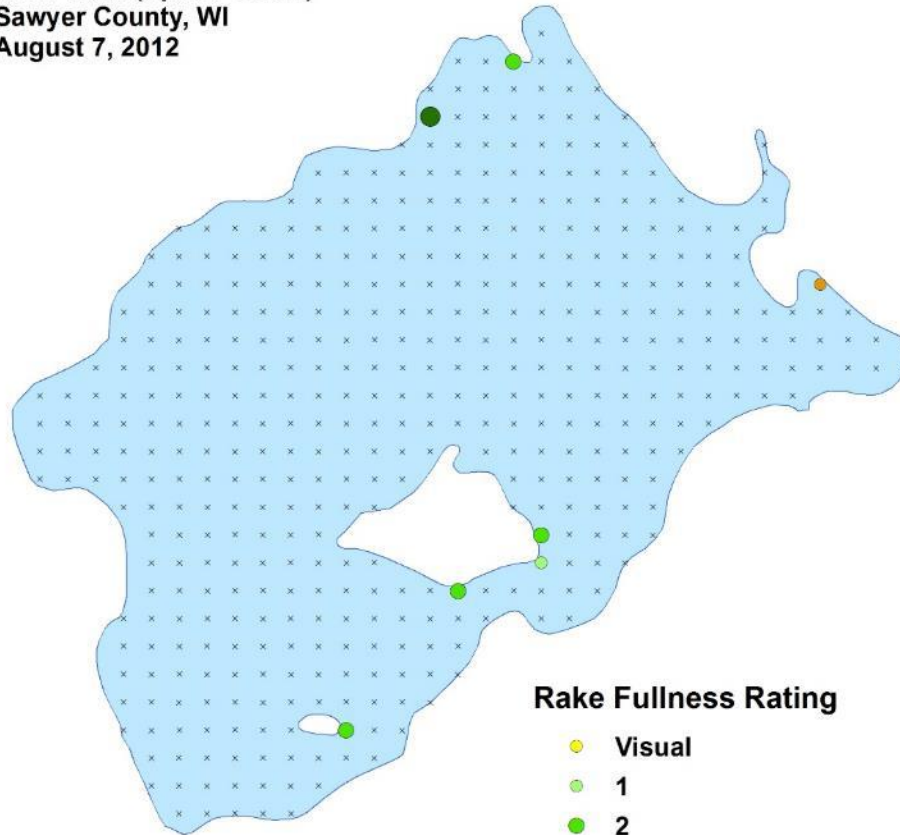 Sawyer County, WI
August 7, 2012
Rake Fullness Rating
Visual
1
2